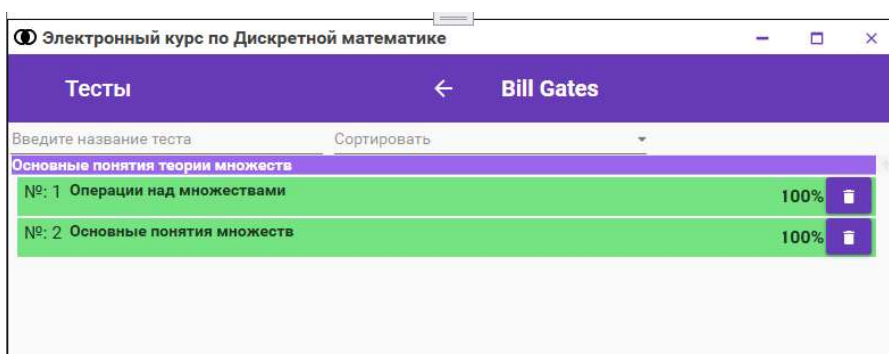 Электронный курс по Дискретной математике
Тесты Bill Gates
Введите название теста Сортировать
Основные понятия теории множеств
№: 1 Операции над множествами 100%
№: 2 Основные понятия множеств 100%